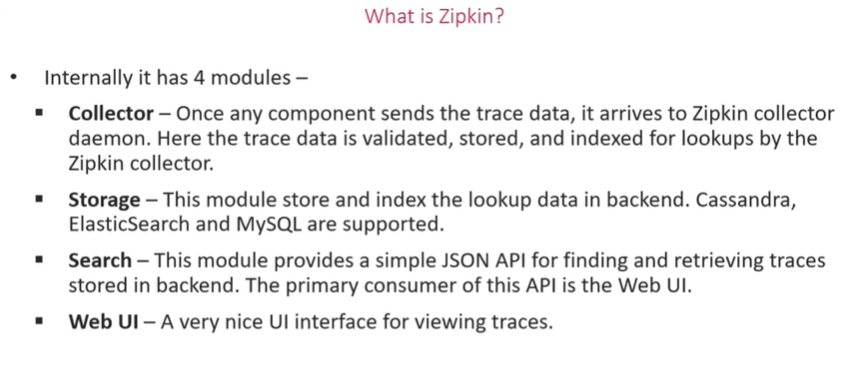 What is Zipkin?
• Internally it has 4 modules –
▪ Collector – Once any component sends the trace data, it arrives to Zipkin collector
daemon. Here the trace data is validated, stored, and indexed for lookups by the
Zipkin collector.
▪ Storage – This module store and index the lookup data in backend. Cassandra,
ElasticSearch and MySQL are supported.
▪ Search – This module provides a simple JSON API for finding and retrieving traces
stored in backend. The primary consumer of this API is the Web UI.
▪ Web UI – A very nice UI interface for viewing traces.